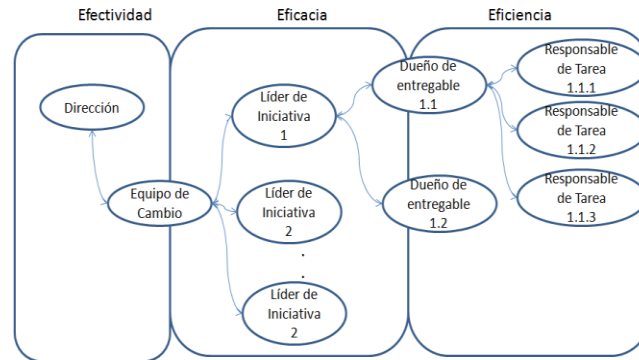 Efectividad
Eficacia
Eficiencia
Dirección
Equipo de
Cambio
Líder de
Iniciativa
1
Líder de
Iniciativa
2
.
.
Líder de
Iniciativa
2
Dueño de
entregable
1.1
Dueño de
entregable
1.2
Responsable
de Tarea
1.1.1
Responsable
de Tarea
1.1.2
Responsable
de Tarea
1.1.3